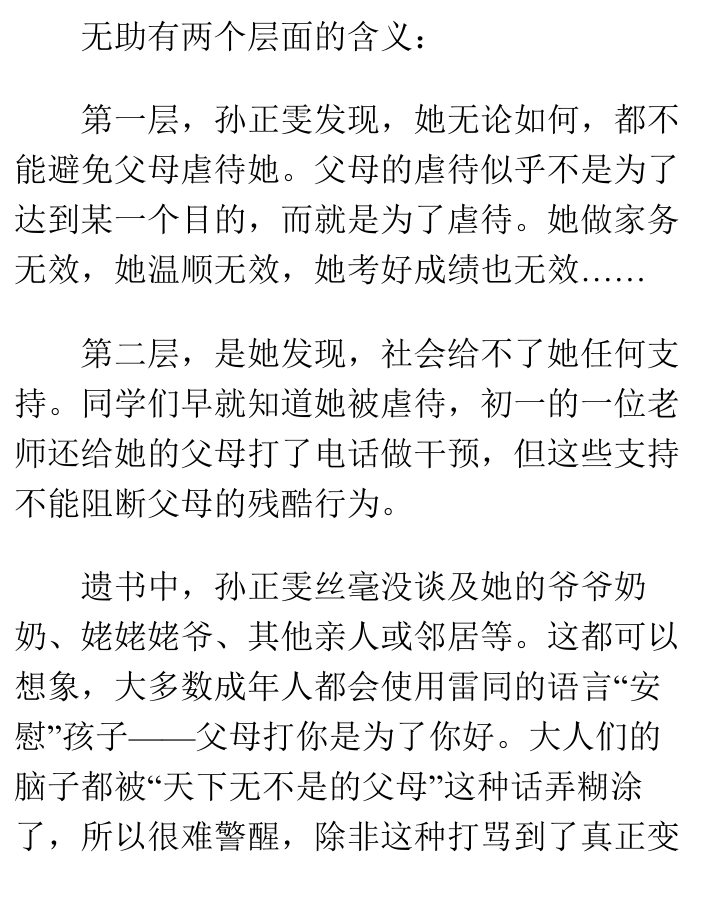 无助有两个层面的含义：
第一层，孙正雯发现，她无论如何，都不
能避免父母虐待她。父母的虐待似乎不是为了
达到某一个目的，而就是为了虐待。她做家务
无效，她温顺无效，她考好成绩也无效……
第二层，是她发现，社会给不了她任何支
持。同学们早就知道她被虐待，初一的一位老
师还给她的父母打了电话做干预，但这些支持
不能阻断父母的残酷行为。
遗书中，孙正雯丝毫没谈及她的爷爷奶
奶、姥姥姥爷、其他亲人或邻居等。这都可以
想象，大多数成年人都会使用雷同的语言“安
慰”孩子——父母打你是为了你好。大人们的
脑子都被“天下无不是的父母”这种话弄糊涂
了，所以很难警醒，除非这种打骂到了真正变